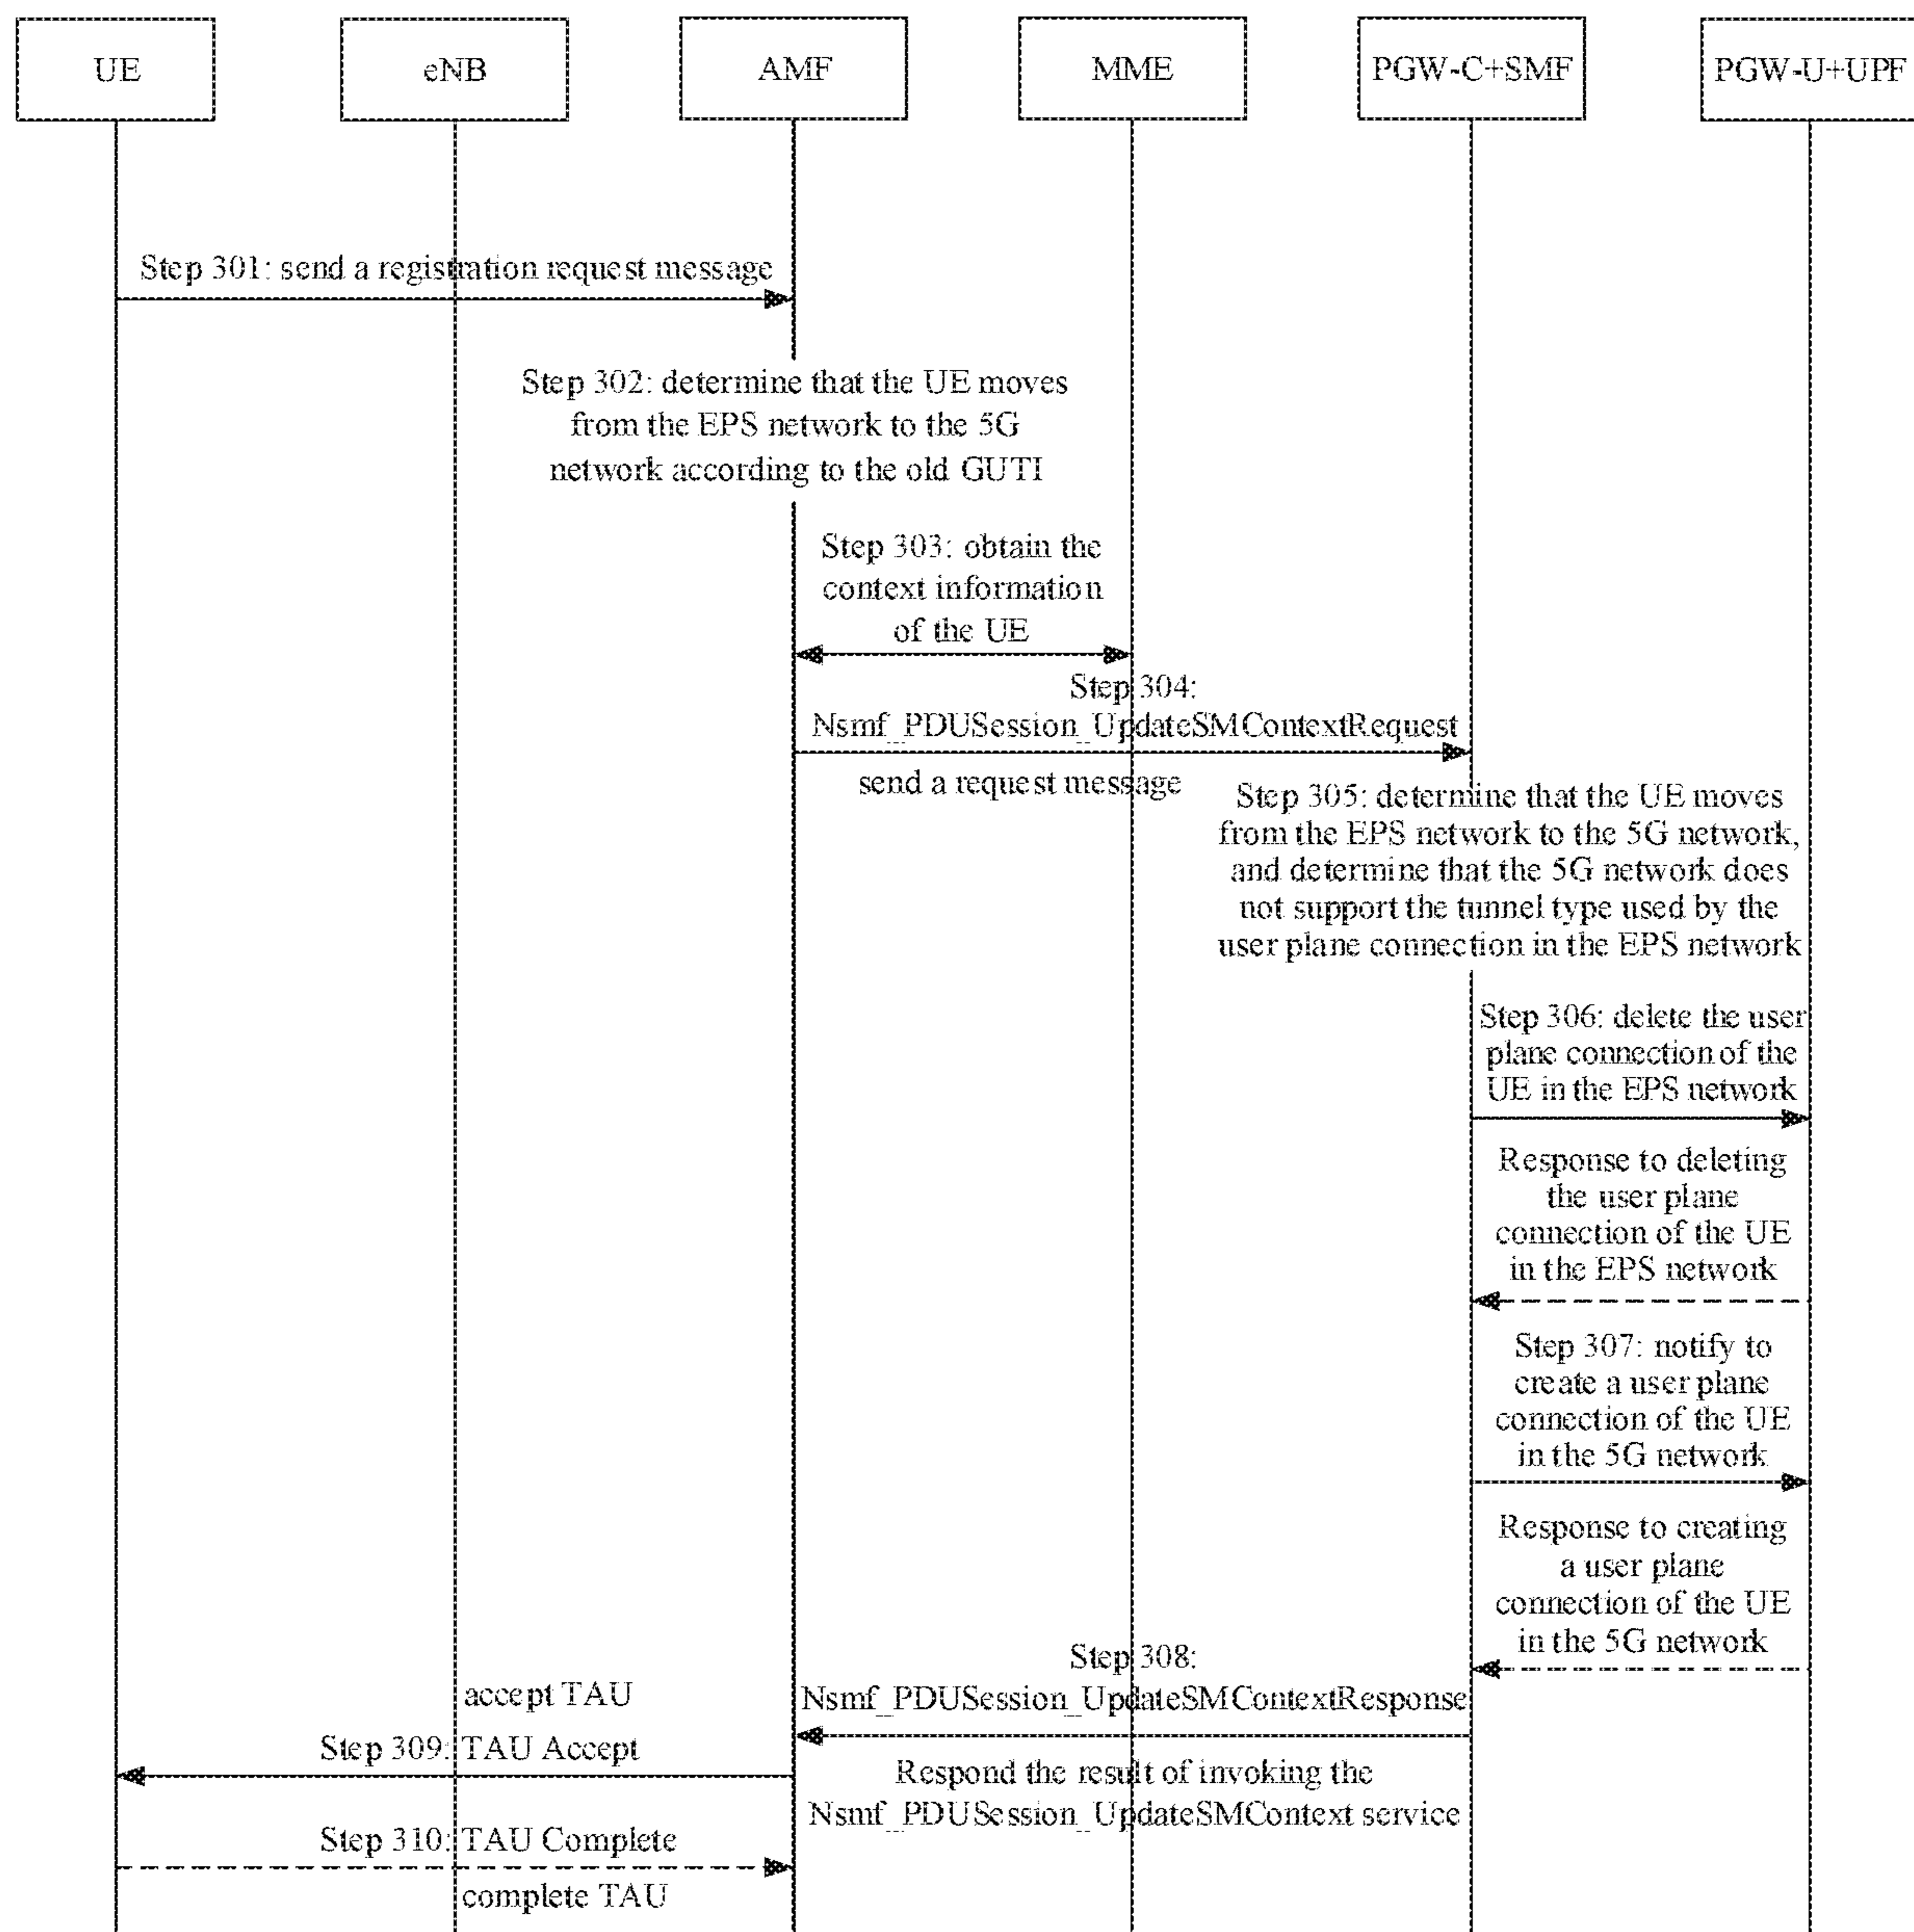 UE
eNB
AMF
MME
PGW-C+SMF
PGW-U+UPF
Step 301: send a registration request message
Step 302: determine that the UE moves
from the EPS network to the 5G
network according to the old GUTI
Step 303: obtain the
context information
of the UE
Step 304:
Nsmf_PDUSession_UpdateSMContextRequest
send a request message
Step 305: determine that the UE moves
from the EPS network to the 5G network,
and determine that the 5G network does
not support the tunnel type used by the
user plane connection in the EPS network
Step 306: delete the user
plane connection of the
UE in the EPS network
Response to deleting
the user plane
connection of the UE
in the EPS network
Step 307: notify to
create a user plane
connection of the UE
in the 5G network
Response to creating
a user plane
connection of the UE
in the 5G network
Step 308:
Nsmf_PDUSession_UpdateSMContextResponse
accept TAU
Step 309: TAU Accept
Respond the result of invoking the
Nsmf_PDUSession_UpdateSMContext service
Step 310: TAU Complete
complete TAU